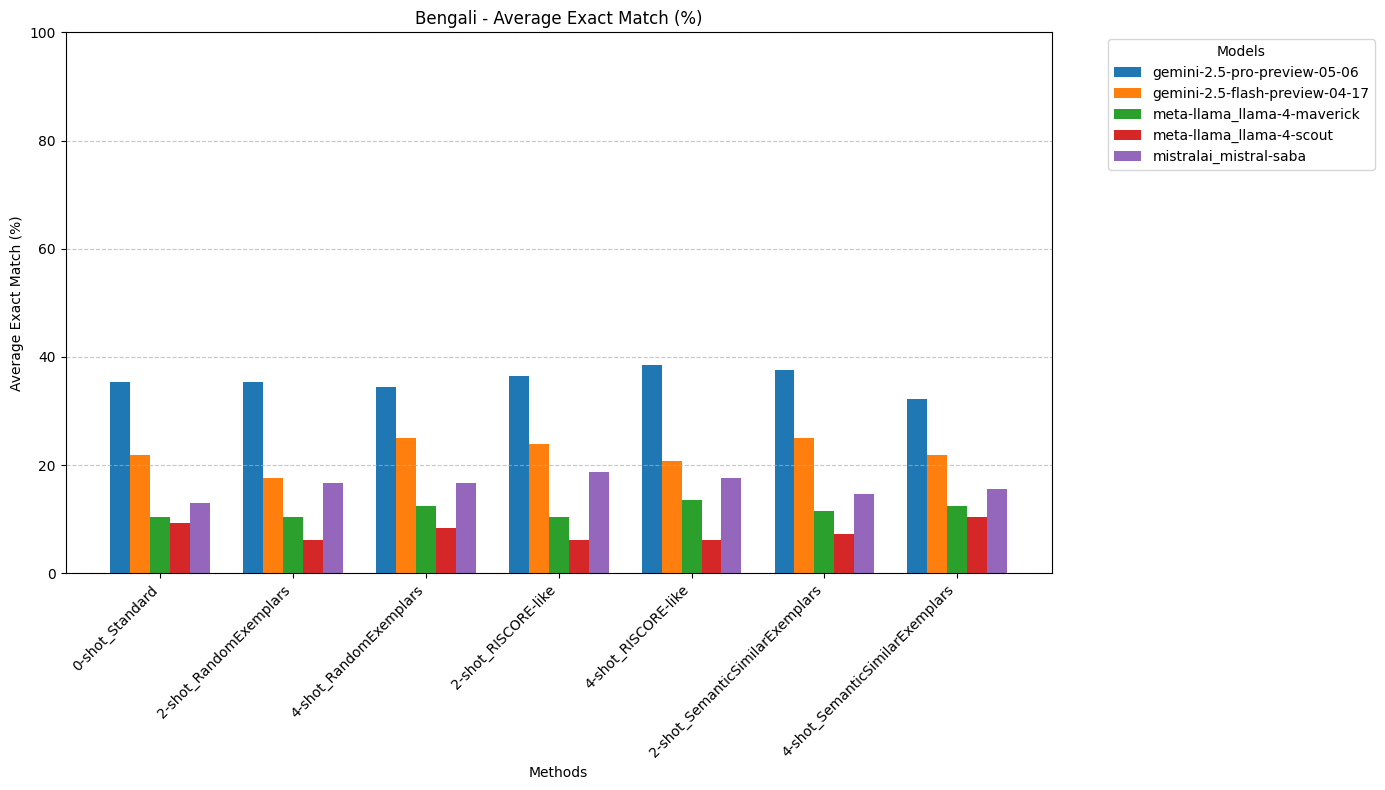 Bengali - Average Exact Match (%)
Models
gemini-2.5-pro-preview-05-06
gemini-2.5-flash-preview-04-17
meta-llama_llama-4-maverick
meta-llama_llama-4-scout
mistralai_mistral-saba
Average Exact Match (%)
100
80
60
40
20
0
0-shot_Standard
2-shot_RandomExemplars
4-shot_RandomExemplars
2-shot_RISCORE-like
4-shot_RISCORE-like
2-shot_SemanticSimilarExemplars
4-shot_SemanticSimilarExemplars
Methods